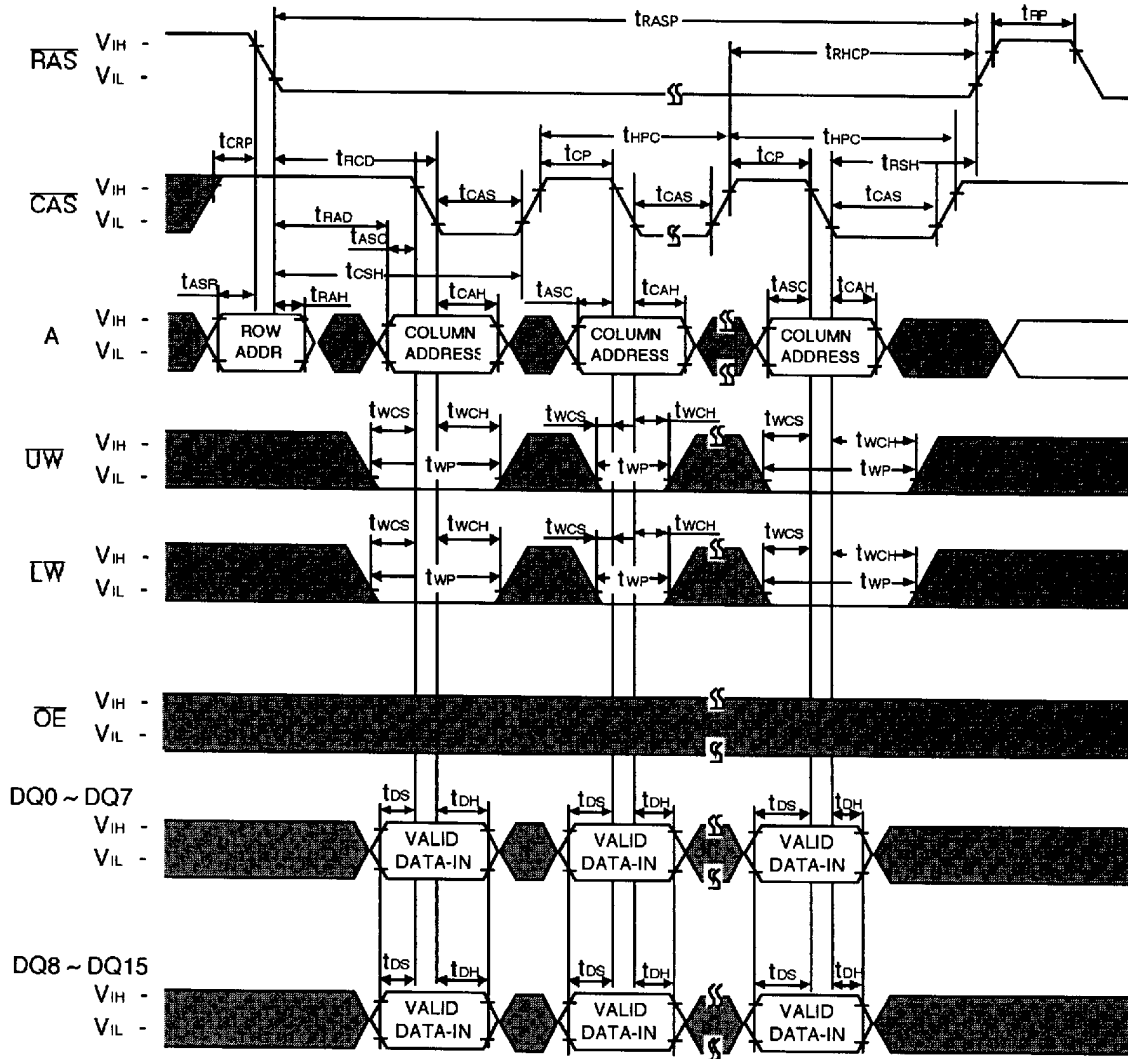 tRASP
tRP
RAS
VIH -
VIL -
tRHCP
tCRP
tRCD
tHPC
tHPC
tCP
tCP
tRSH
CAS
VIH -
VIL -
tCAS
tCAS
tCAS
tRAD
tASC
tCSH
tASR
tRAH
tCAH
tASC
tCAH
tASC
tCAH
A
VIH -
VIL -
ROW
ADDR
COLUMN
ADDRESS
COLUMN
ADDRESS
COLUMN
ADDRESS
tWCS
tWCH
tWCS
tWCH
tWCS
tWCH
UW
VIH -
VIL -
tWP
tWP
tWP
tWCS
tWCH
tWCS
tWCH
tWCS
tWCH
LW
VIH -
VIL -
tWP
tWP
tWP
OE
VIH -
VIL -
DQ0 ~ DQ7
VIH -
VIL -
tDS
tDH
tDS
tDH
tDS
tDH
VALID
DATA-IN
VALID
DATA-IN
VALID
DATA-IN
DQ8 ~ DQ15
VIH -
VIL -
tDS
tDH
tDS
tDH
tDS
tDH
VALID
DATA-IN
VALID
DATA-IN
VALID
DATA-IN